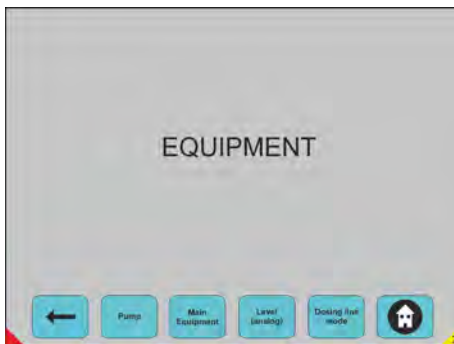 EQUIPMENT
Pump
Main
Equipment
Level
(analog)
Dosing line
mode